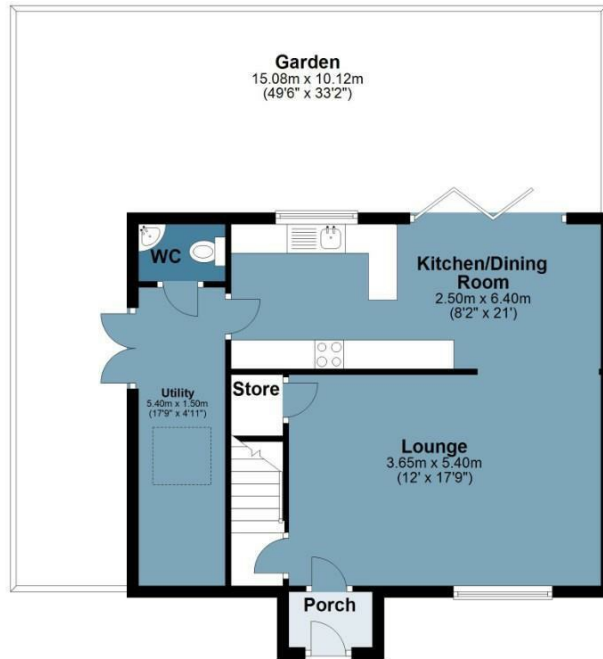 Garden
15.08m x 10.12m
(49'6" x 33'2")
WC
Kitchen/Dining
Room
2.50m x 6.40m
(8'2" x 21')
Utility
5.40m x 1.50m
(17'9" x 4'11")
Store
Lounge
3.65m x 5.40m
(12' x 17'9")
Porch